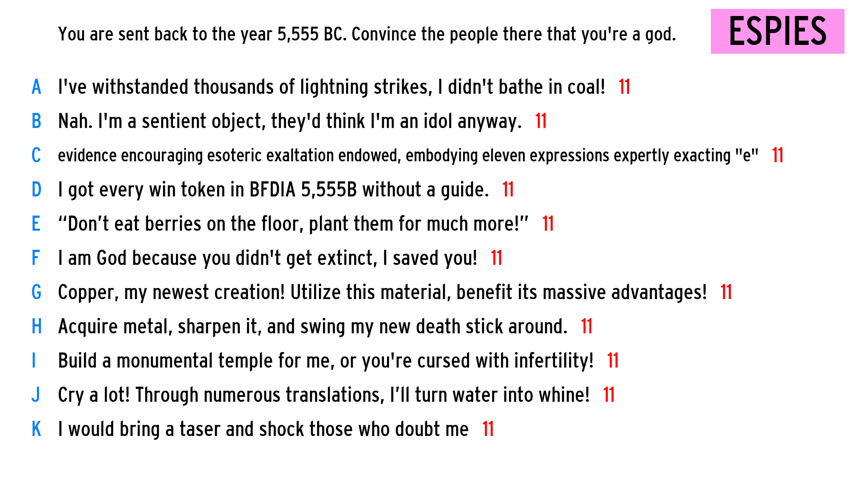 You are sent back to the year 5,555 BC. Convince the people there that you're a god.
ESPIES
A I've withstanded thousands of lightning strikes, I didn't bathe in coal! 11
B Nah. I'm a sentient object, they'd think I'm an idol anyway. 11
C evidence encouraging esoteric exaltation endowed, embodying eleven expressions expertly exacting "e" 11
D I got every win token in BFDIA 5,555B without a guide. 11
E “Don’t eat berries on the floor, plant them for much more!” 11
F I am God because you didn't get extinct, I saved you! 11
G Copper, my newest creation! Utilize this material, benefit its massive advantages! 11
H Acquire metal, sharpen it, and swing my new death stick around. 11
I Build a monumental temple for me, or you're cursed with infertility! 11
J Cry a lot! Through numerous translations, I’ll turn water into whine! 11
K I would bring a taser and shock those who doubt me 11